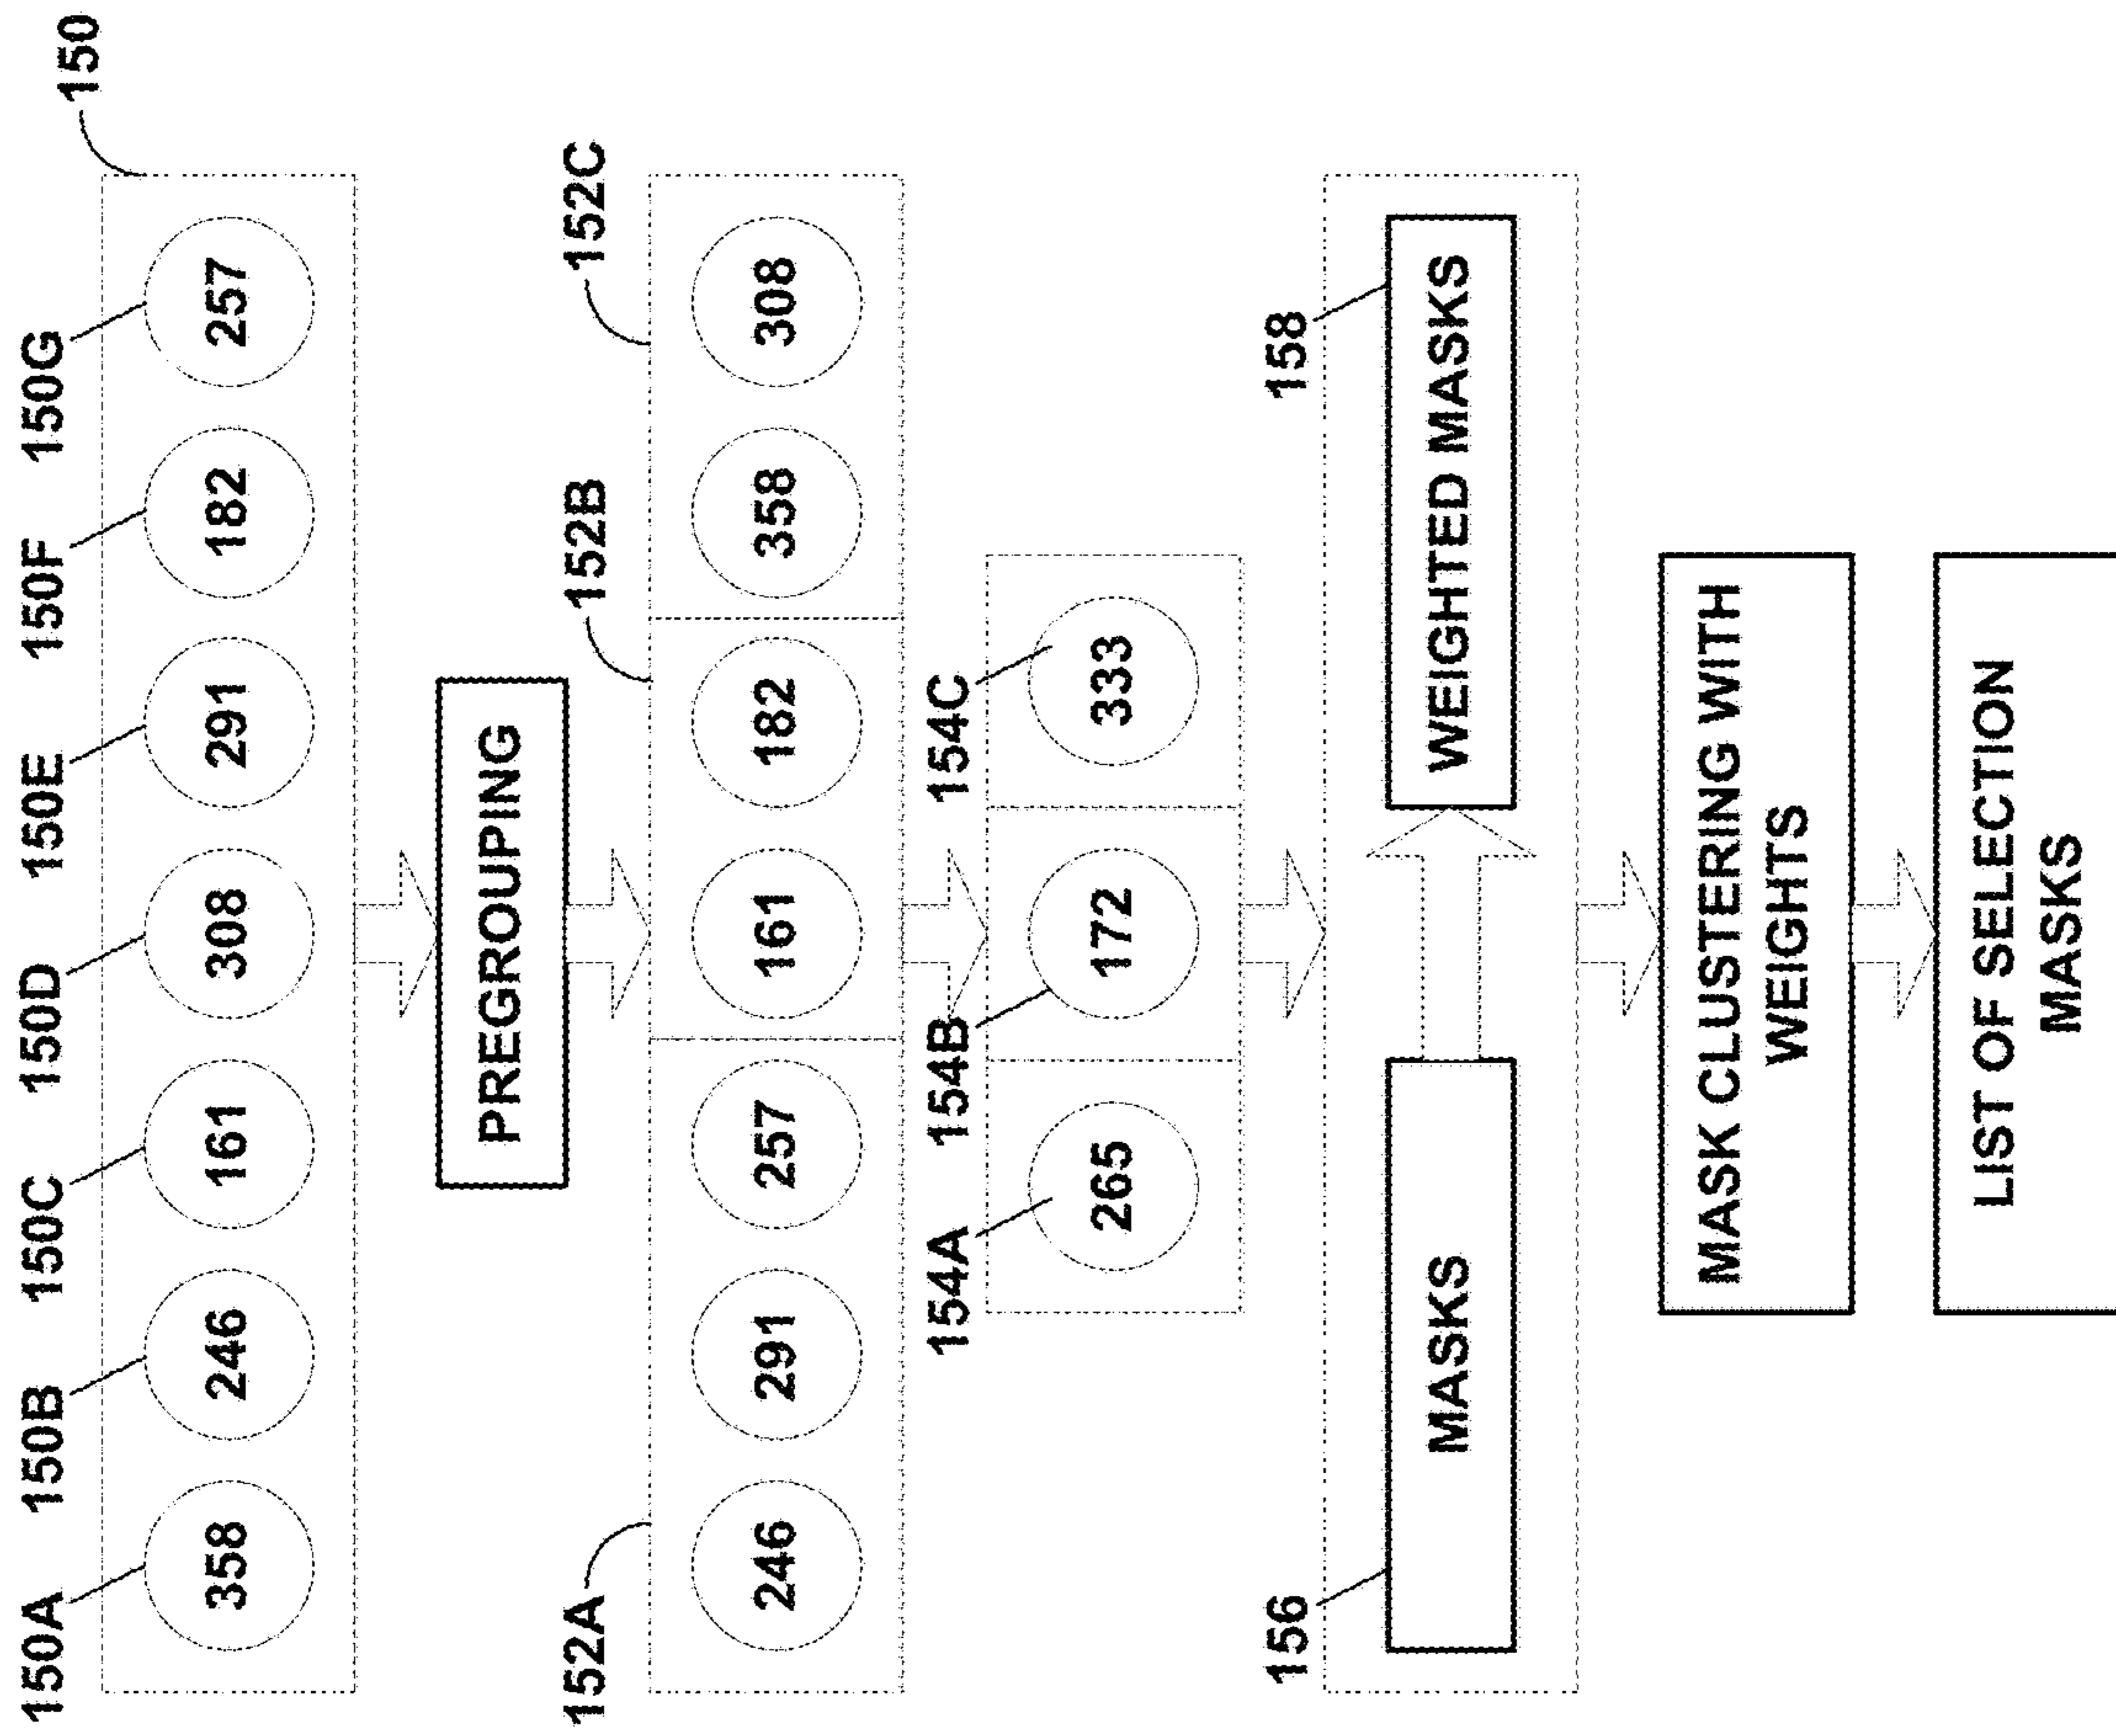 150
150A 150B 150C 150D 150E 150F 150G
358 246 161 308 291 182 257
PREGROUPING
152A 152B 152C
246 291 257 161 182 358 308
154A 154B 154C
265 172 333
156 158
MASKS WEIGHTED MASKS
MASK CLUSTERING WITH
WEIGHTS
LIST OF SELECTION
MASKS